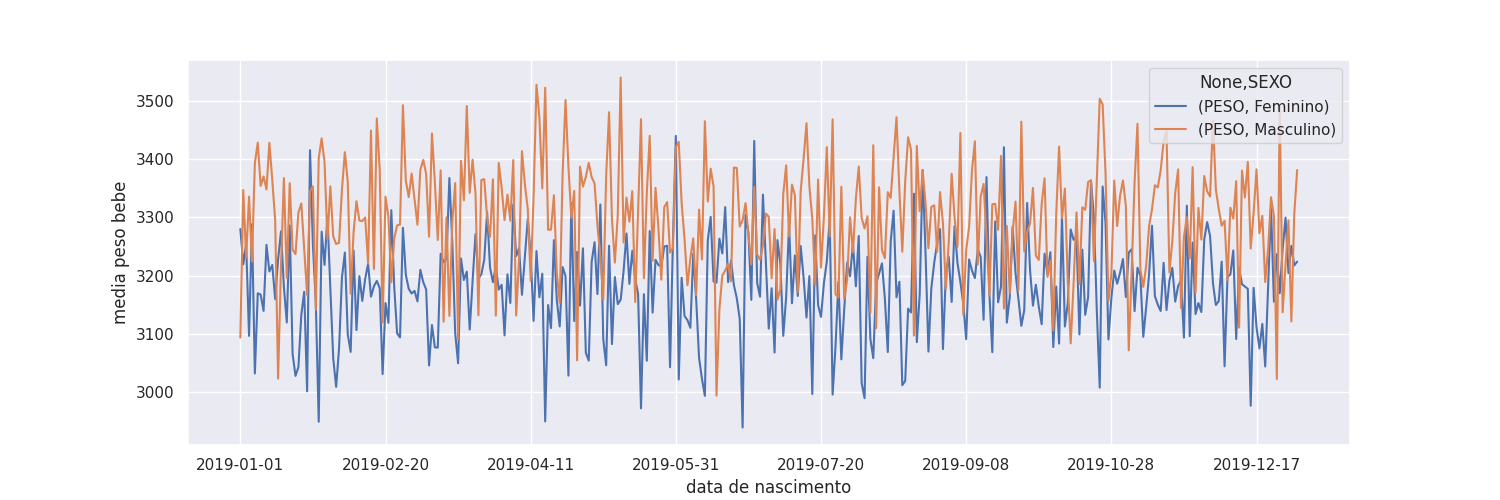 None,SEXO
(PESO, Feminino)
(PESO, Masculino)
media peso bebe
3500
3400
3300
3200
3100
3000
2019-01-01 2019-02-20 2019-04-11 2019-05-31 2019-07-20 2019-09-08 2019-10-28 2019-12-17
data de nascimento